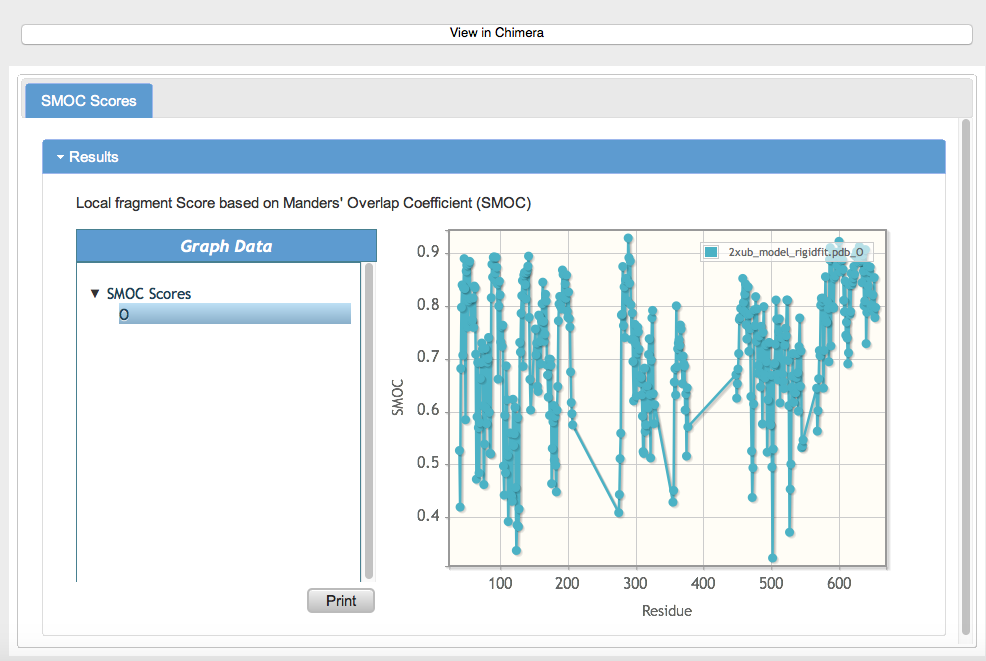 View in Chimera
SMOC Scores
Results
Local fragment Score based on Manders' Overlap Coefficient (SMOC)
Graph Data
▼ SMOC Scores
O
Print
2xub_model_rigidfit.pdb_O
0.9
0.8
0.7
0.6
0.5
0.4
SMOC
100 200 300 400 500 600
Residue